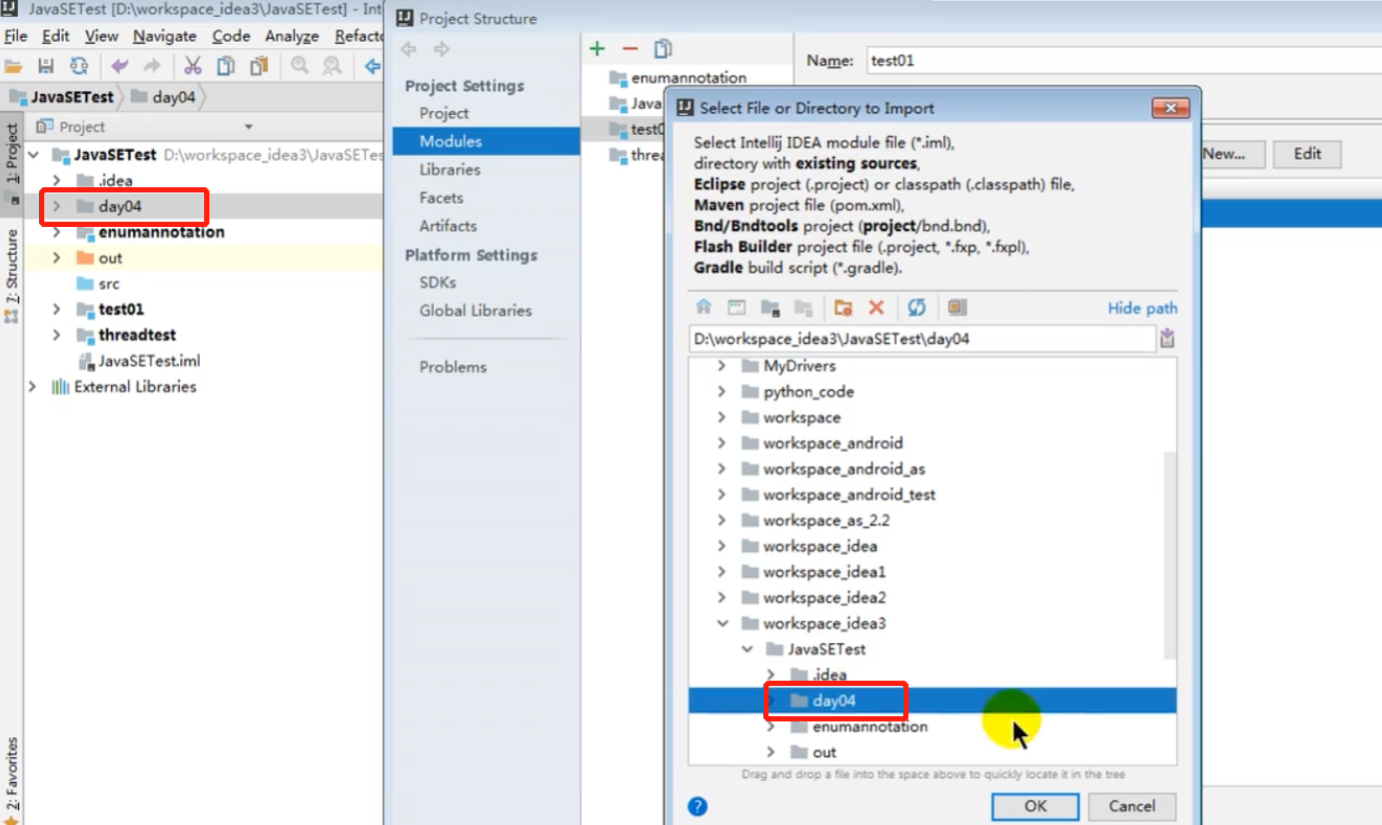 JavaSETest [D:\workspace_idea3\JavaSETest] - Int
File Edit View Navigate Code Analyze Refacto
JavaSETest day04
Project
1: Project
7: Structure
2: Favorites
JavaSETest D:\workspace_idea3\JavaSETes
.idea
day04
enumannotation
out
src
test01
threadtest
JavaSETest.iml
External Libraries
Project Structure
Project Settings
Project
Modules
Libraries
Facets
Artifacts
Platform Settings
SDKs
Global Libraries
Problems
enumannotation
Java
test0
threa
Name: test01
New... Edit
Select File or Directory to Import
Select Intellij IDEA module file (*.iml),
directory with existing sources,
Eclipse project (.project) or classpath (.classpath) file,
Maven project file (pom.xml),
Bnd/Bndtools project (project/bnd.bnd),
Flash Builder project file (.project, *.fxp, *.fxpl),
Gradle build script (*.gradle).
Hide path
D:\workspace_idea3\JavaSETest\day04
MyDrivers
python_code
workspace
workspace_android
workspace_android_as
workspace_android_test
workspace_as_2.2
workspace_idea
workspace_idea1
workspace_idea2
workspace_idea3
JavaSETest
.idea
day04
enumannotation
out
Drag and drop a file into the space above to quickly locate it in the tree
? OK Cancel